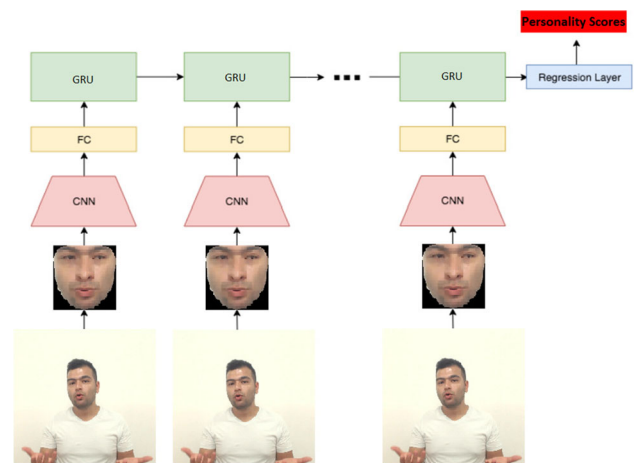 Personality Scores
GRU
GRU
GRU
Regression Layer
FC
FC
FC
CNN
CNN
CNN